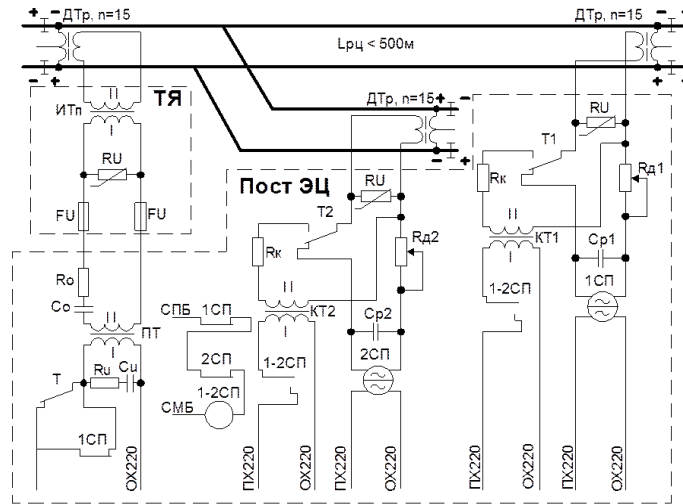 + - ДТр, n=15 ДТр, n=15 + -
Lрц < 500м
- + - +
ДТр, n=15 + -
- +
II ТЯ
ИТп
I
RU
FU FU
Пост ЭЦ
RU
T1
Rк
Rд1
II
КТ1
I
Ср1
1СП
1-2СП
RU
T2
Rк
Rд2
II
КТ2
I
Ср2
2СП
Rо
Со
II
ПТ
I
T
Ru Cu
1СП
СПБ 1СП
2СП
1-2СП
СМБ
1-2СП
ОХ220
ПХ220
ОХ220
ПХ220
ОХ220
ПХ220
ОХ220
ПХ220
ОХ220